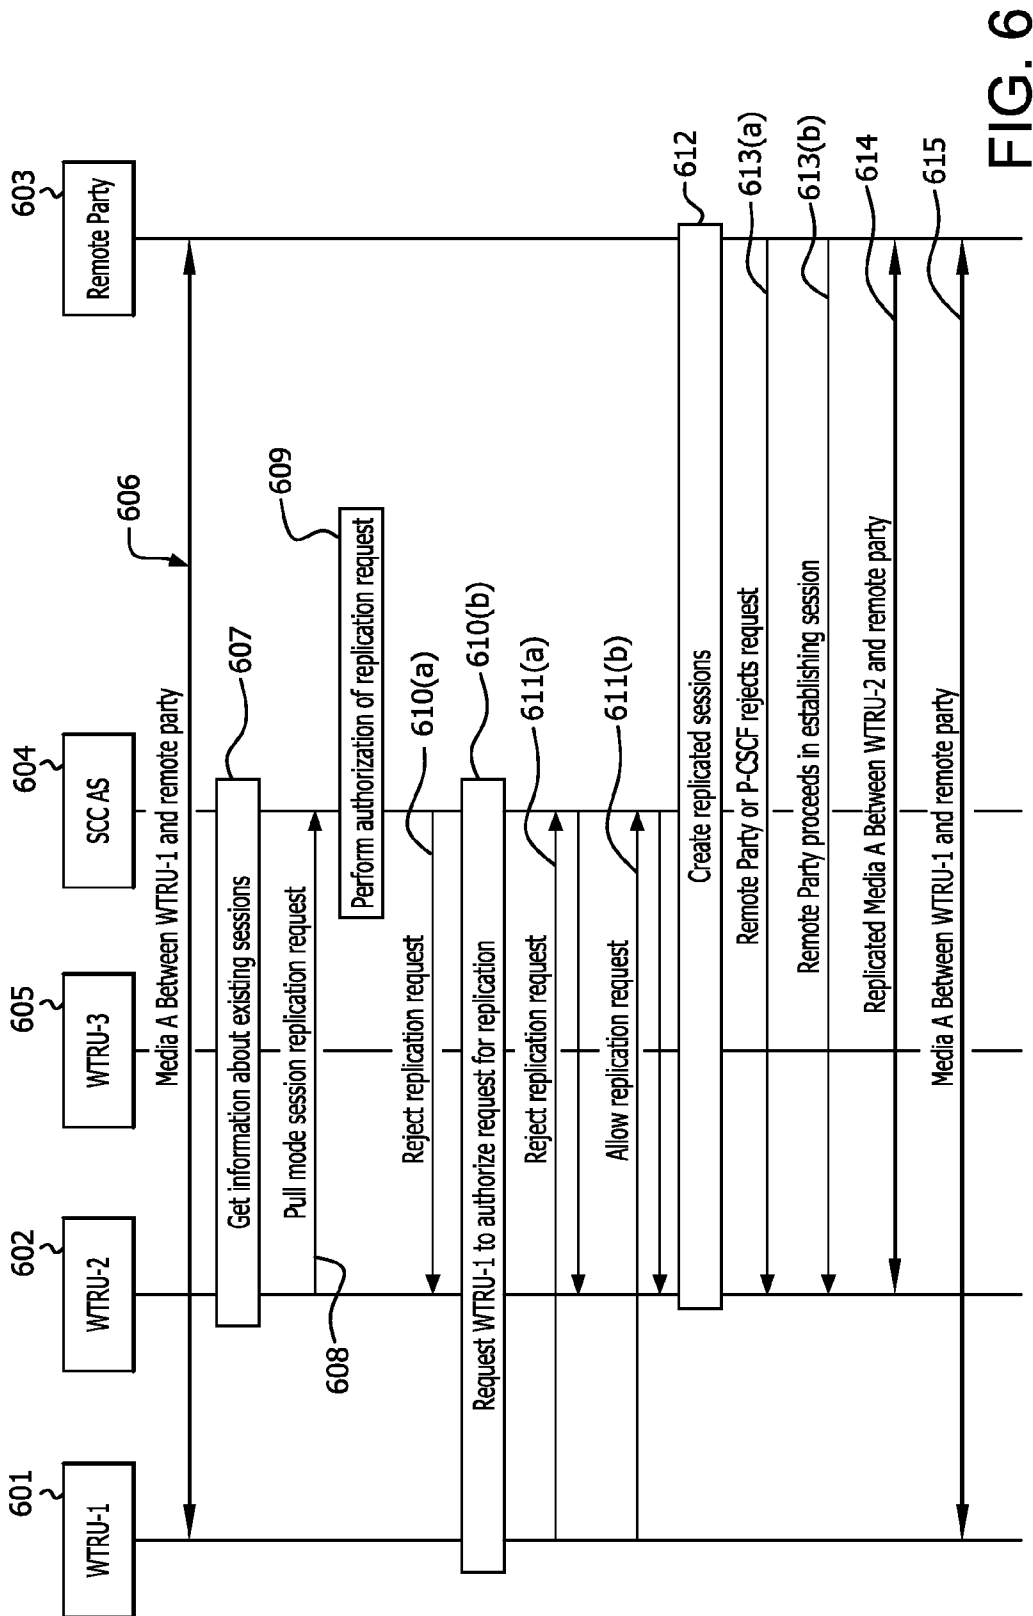 601
WTRU-1
602
WTRU-2
605
WTRU-3
604
SCC AS
603
Remote Party
606
Media A Between WTRU-1 and remote party
607
Get information about existing sessions
Pull mode session replication request
608
609
Perform authorization of replication request
Reject replication request
610(a)
610(b)
Request WTRU-1 to authorize request for replication
Reject replication request
611(a)
Allow replication request
611(b)
612
Create replicated sessions
Remote Party or P-CSCF rejects request
613(a)
Remote Party proceeds in establishing session
613(b)
Replicated Media A Between WTRU-2 and remote party
614
Media A Between WTRU-1 and remote party
615
FIG. 6